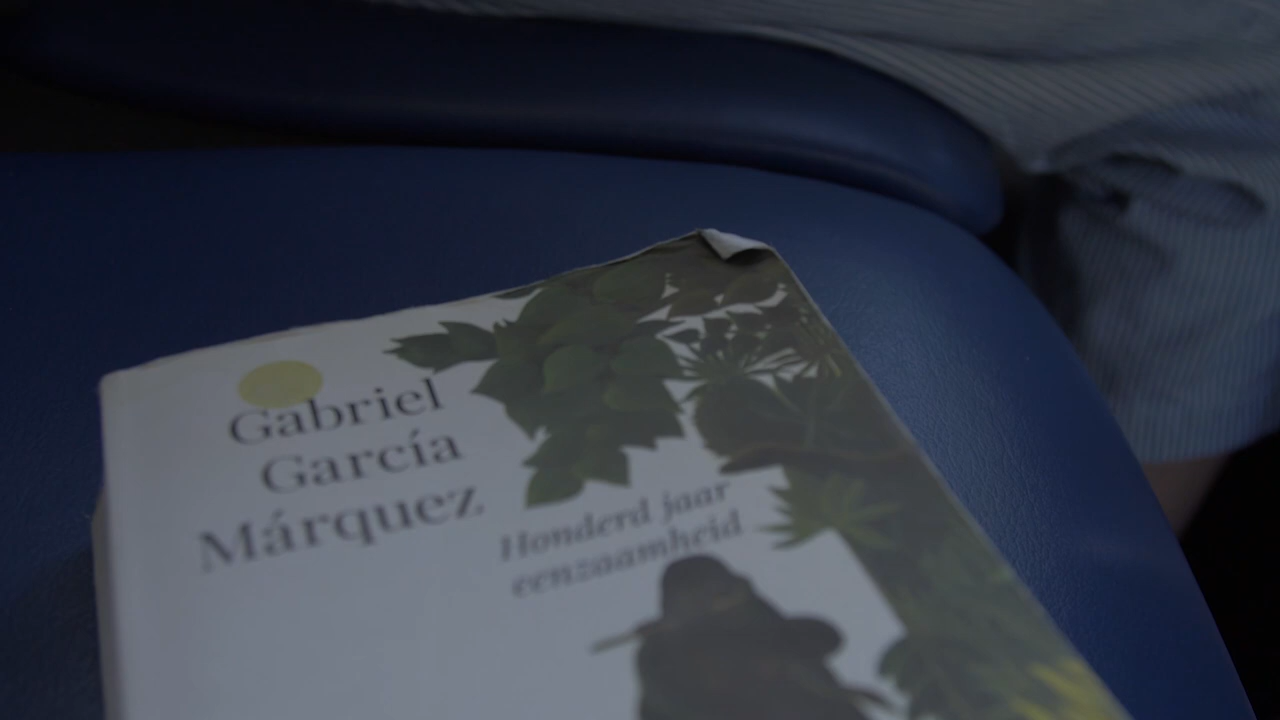 Gabriel
García
Márquez
Honderd jaar
eenzaamheid